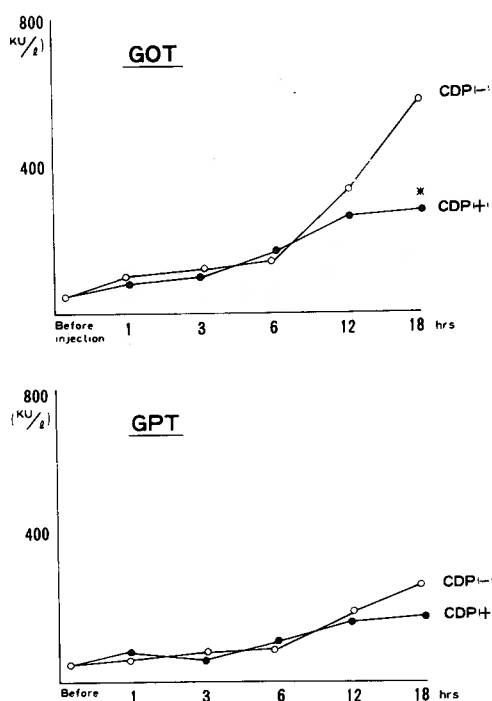 800
KU/ℓ)
GOT
CDP(−)
400
*
CDP(+)
Before
injection
1 3 6 12 18 hrs
800
(KU/ℓ
GPT
400
CDP(−
CDP(+
Before
1 3 6 12 18 hrs